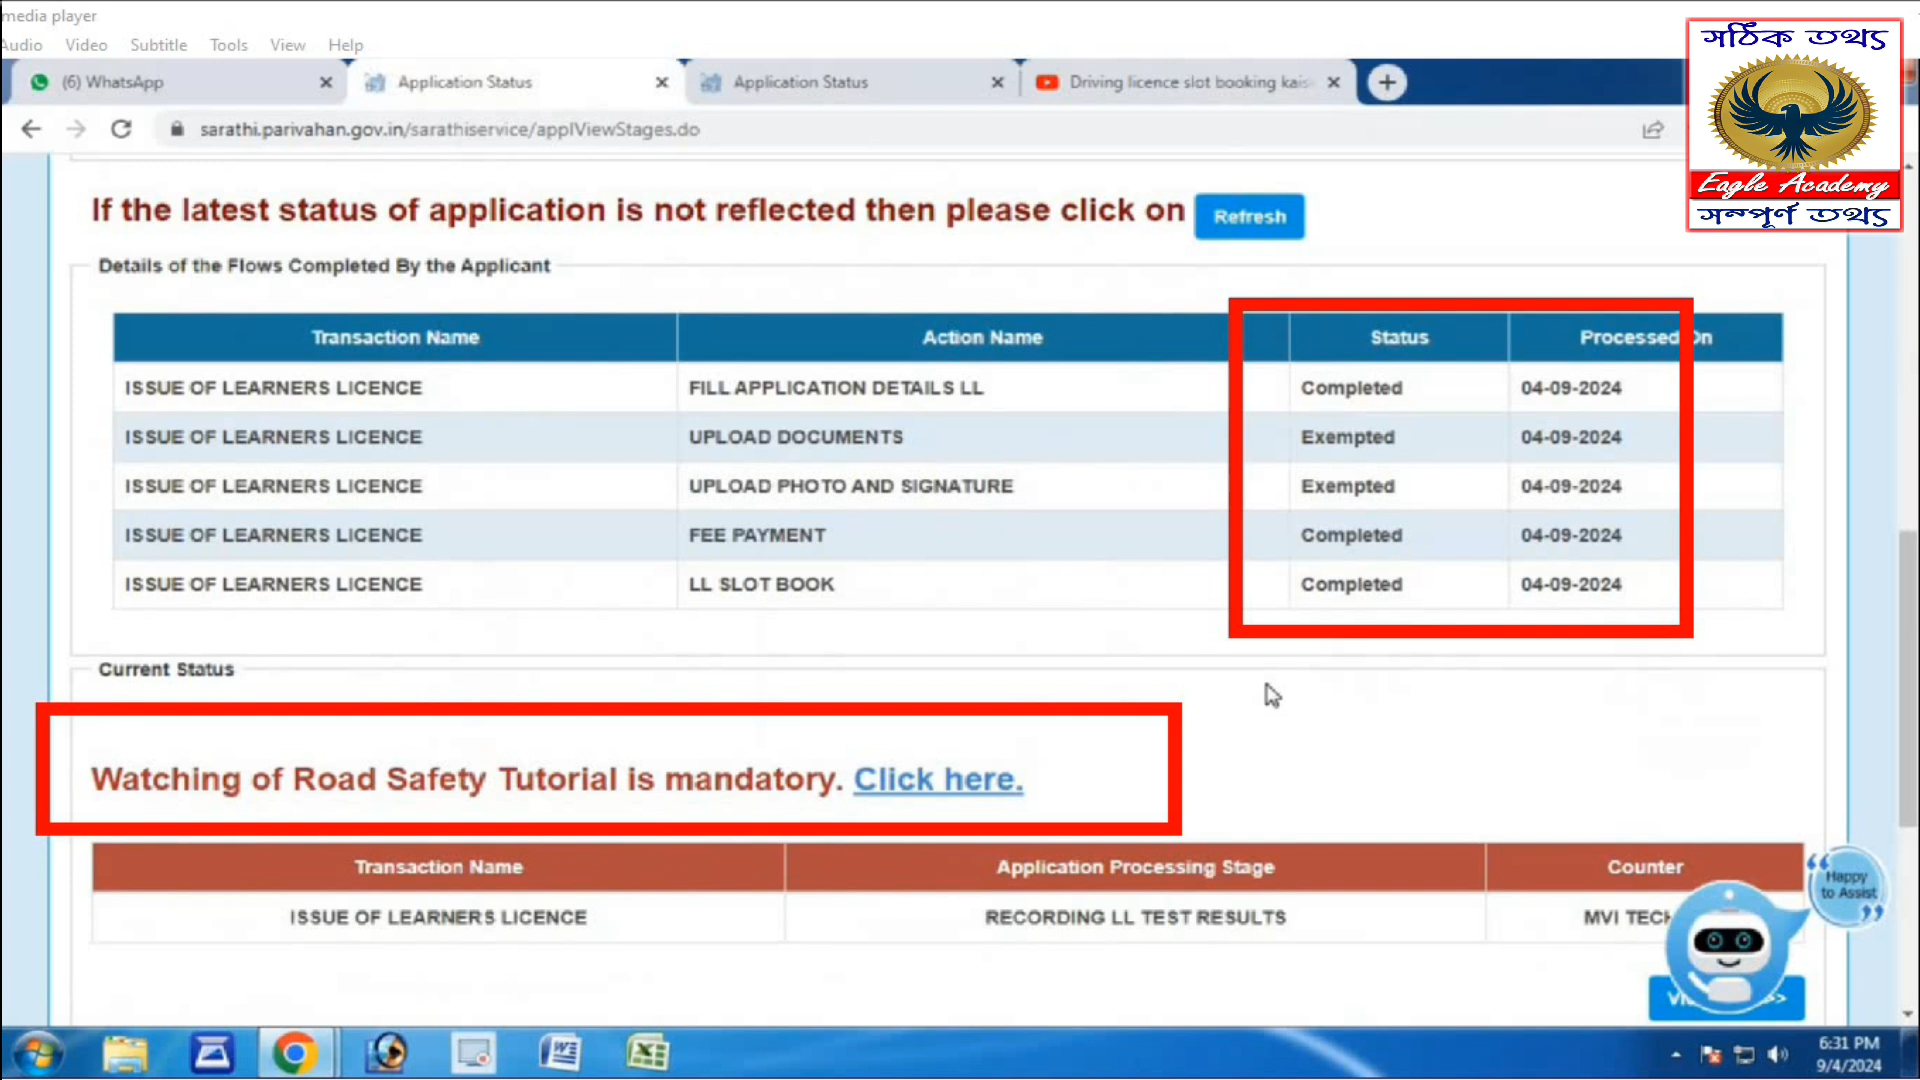 media player
Audio Video Subtitle Tools View Help
(6) WhatsApp
Application Status
Application Status
Driving licence slot booking kais
sarathi.parivahan.gov.in/sarathiservice/applViewStages.do
সঠিক তথ্য
Eagle Academy
সম্পূর্ণ তথ্য
If the latest status of application is not reflected then please click on Refresh
Details of the Flows Completed By the Applicant
Transaction Name Action Name Status Processed On
ISSUE OF LEARNERS LICENCE FILL APPLICATION DETAILS LL Completed 04-09-2024
ISSUE OF LEARNERS LICENCE UPLOAD DOCUMENTS Exempted 04-09-2024
ISSUE OF LEARNERS LICENCE UPLOAD PHOTO AND SIGNATURE Exempted 04-09-2024
ISSUE OF LEARNERS LICENCE FEE PAYMENT Completed 04-09-2024
ISSUE OF LEARNERS LICENCE LL SLOT BOOK Completed 04-09-2024
Current Status
Watching of Road Safety Tutorial is mandatory. Click here.
Transaction Name Application Processing Stage Counter
ISSUE OF LEARNERS LICENCE RECORDING LL TEST RESULTS MVI TECH
Happy
to Assist
6:31 PM
9/4/2024